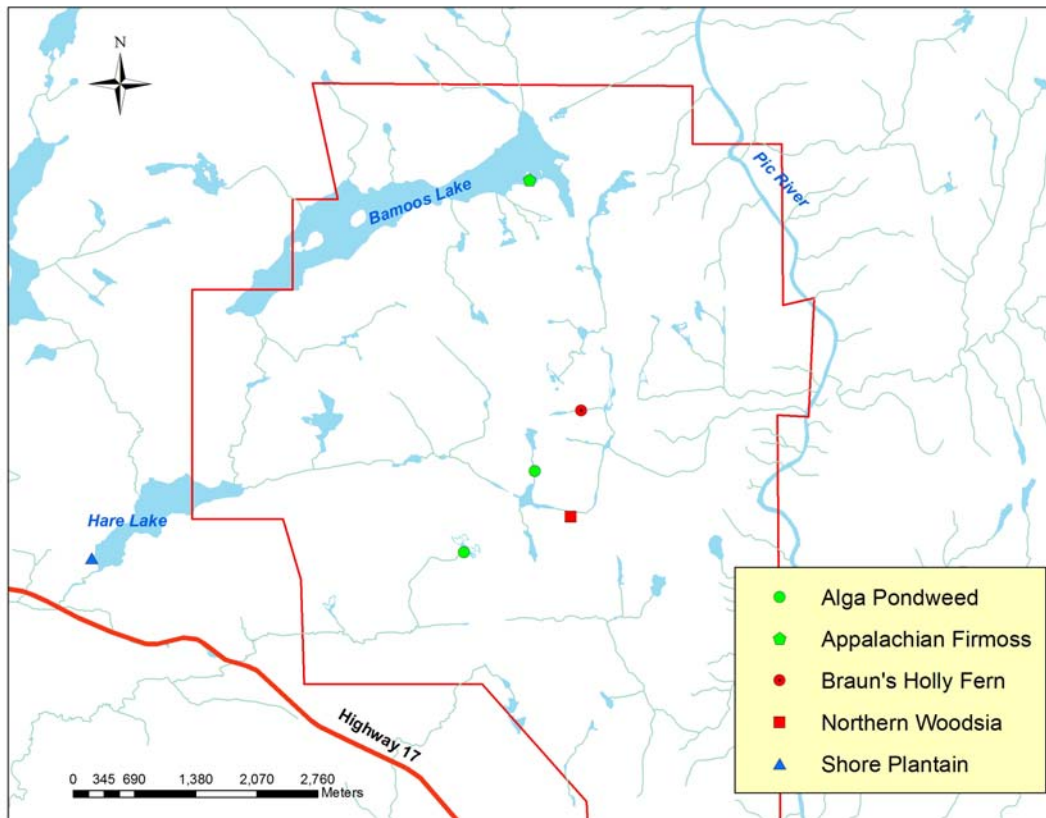 N
Bamoos Lake
Pic River
Hare Lake
Highway 17
0 345 690 1,380 2,070 2,760
Meters
Alga Pondweed
Appalachian Firmoss
Braun's Holly Fern
Northern Woodsia
Shore Plantain